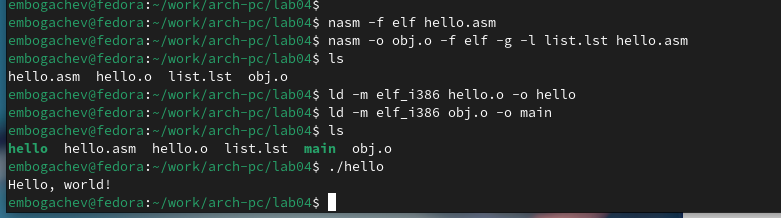 embogachev@fedora:~/work/arch-pc/lab04$
embogachev@fedora:~/work/arch-pc/lab04$ nasm -f elf hello.asm
embogachev@fedora:~/work/arch-pc/lab04$ nasm -o obj.o -f elf -g -l list.lst hello.asm
embogachev@fedora:~/work/arch-pc/lab04$ ls
hello.asm  hello.o  list.lst  obj.o
embogachev@fedora:~/work/arch-pc/lab04$ ld -m elf_i386 hello.o -o hello
embogachev@fedora:~/work/arch-pc/lab04$ ld -m elf_i386 obj.o -o main
embogachev@fedora:~/work/arch-pc/lab04$ ls
hello  hello.asm  hello.o  list.lst  main  obj.o
embogachev@fedora:~/work/arch-pc/lab04$ ./hello
Hello, world!
embogachev@fedora:~/work/arch-pc/lab04$